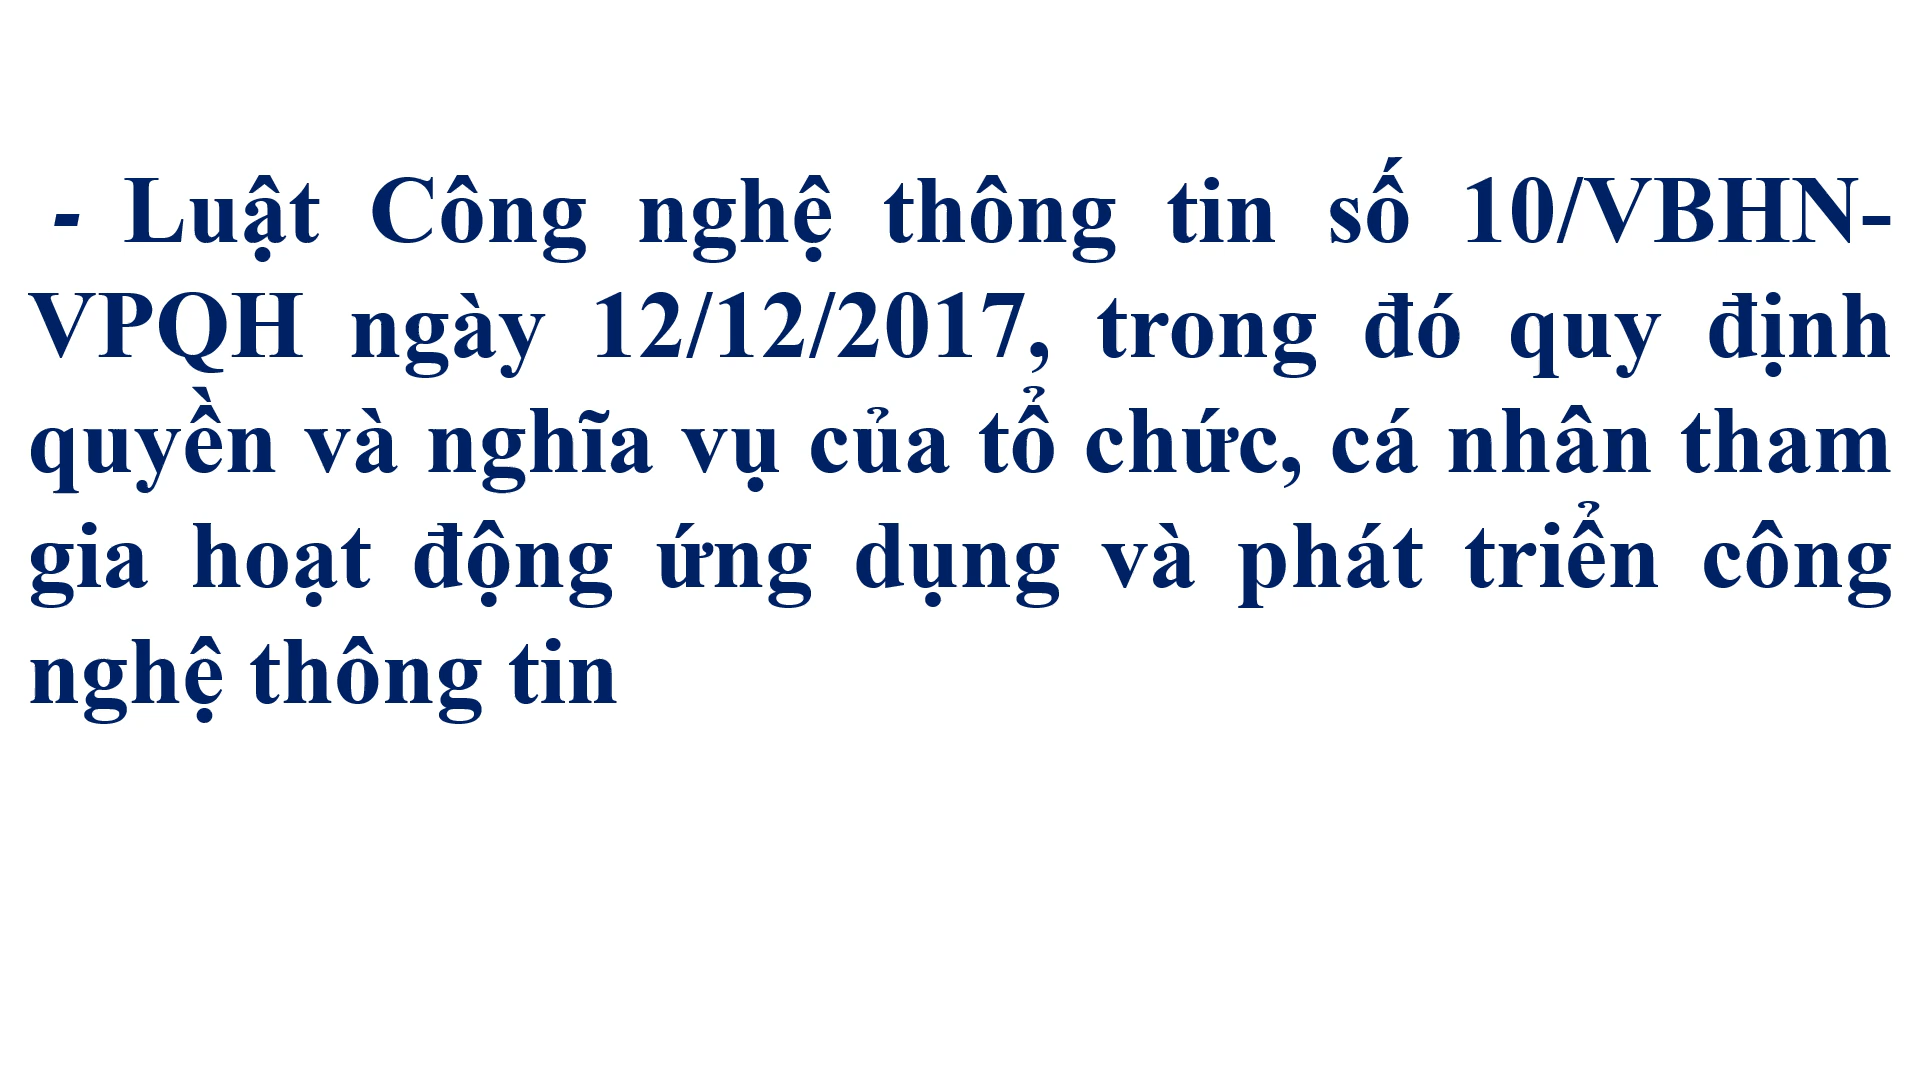 - Luật Công nghệ thông tin số 10/VBHN-
VPQH ngày 12/12/2017, trong đó quy định
quyền và nghĩa vụ của tổ chức, cá nhân tham
gia hoạt động ứng dụng và phát triển công
nghệ thông tin